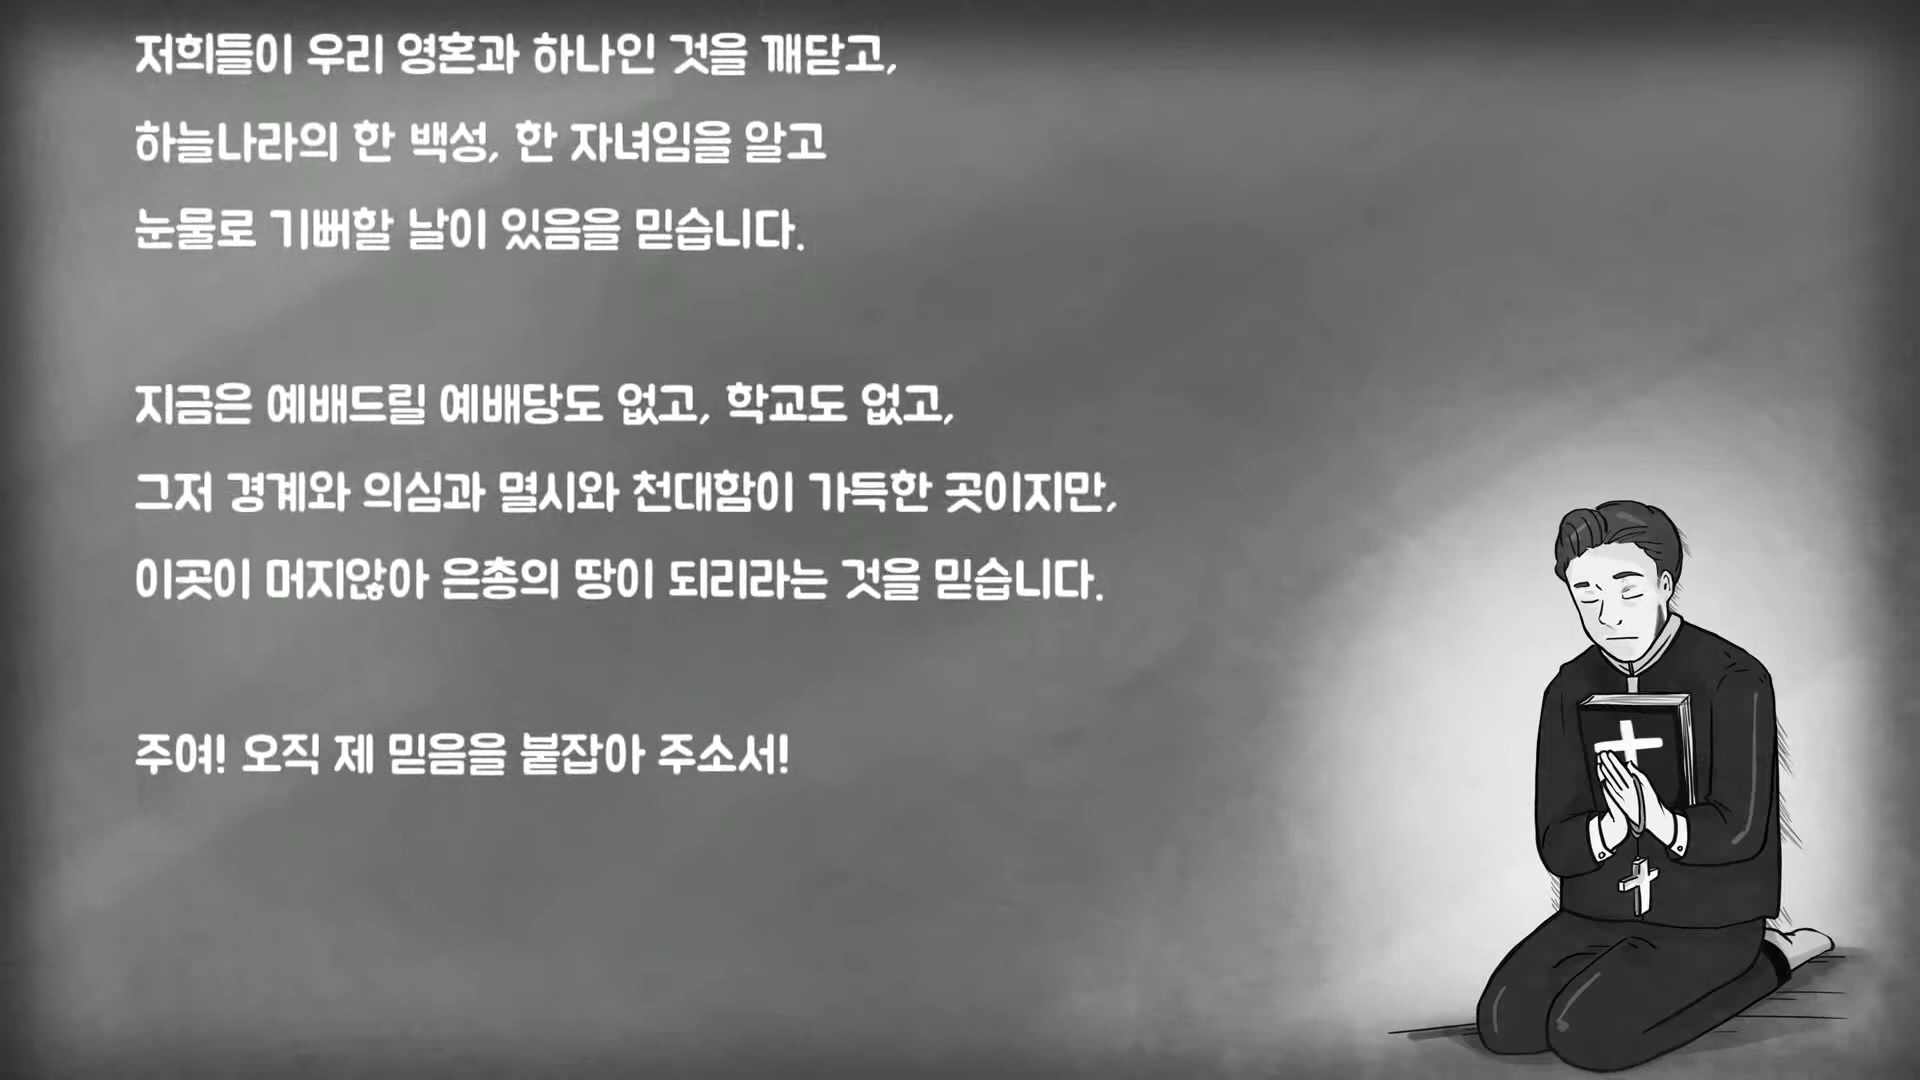 저희들이 우리 영혼과 하나인 것을 깨닫고,
하늘나라의 한 백성, 한 자녀임을 알고
눈물로 기뻐할 날이 있음을 믿습니다.
지금은 예배드릴 예배당도 없고, 학교도 없고,
그저 경계와 의심과 멸시와 천대함이 가득한 곳이지만,
이곳이 머지않아 은총의 땅이 되리라는 것을 믿습니다.
주여! 오직 제 믿음을 붙잡아 주소서!